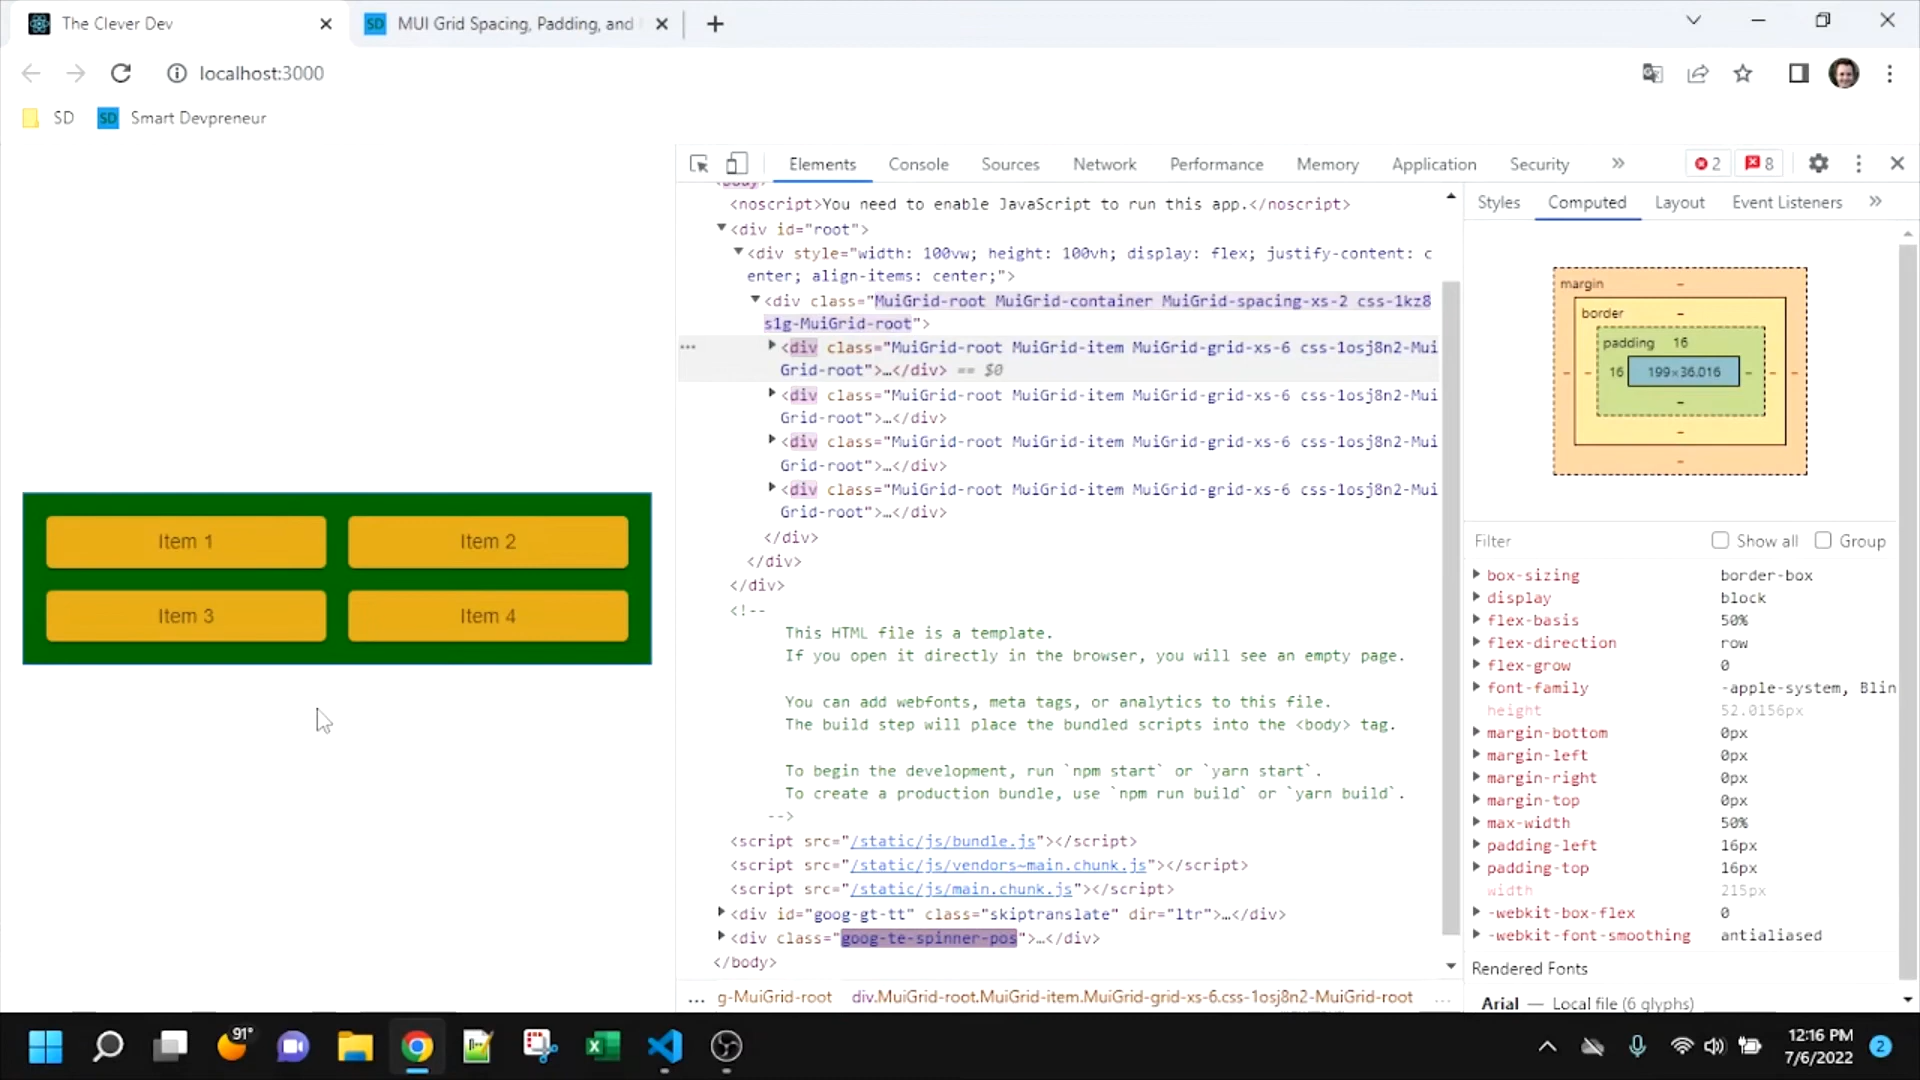 The Clever Dev
SD MUI Grid Spacing, Padding, and
localhost:3000
SD
SD Smart Devpreneur
Elements Console Sources Network Performance Memory Application Security » 2 8
<body>
<noscript>You need to enable JavaScript to run this app.</noscript>
<div id="root">
<div style="width: 100vw; height: 100vh; display: flex; justify-content: c
enter; align-items: center;">
<div class="MuiGrid-root MuiGrid-container MuiGrid-spacing-xs-2 css-1kz8
s1g-MuiGrid-root">
<div class="MuiGrid-root MuiGrid-item MuiGrid-grid-xs-6 css-1osj8n2-Mui
Grid-root">…</div> == $0
<div class="MuiGrid-root MuiGrid-item MuiGrid-grid-xs-6 css-1osj8n2-Mui
Grid-root">…</div>
<div class="MuiGrid-root MuiGrid-item MuiGrid-grid-xs-6 css-1osj8n2-Mui
Grid-root">…</div>
<div class="MuiGrid-root MuiGrid-item MuiGrid-grid-xs-6 css-1osj8n2-Mui
Grid-root">…</div>
</div>
</div>
</div>
<!--
This HTML file is a template.
If you open it directly in the browser, you will see an empty page.
You can add webfonts, meta tags, or analytics to this file.
The build step will place the bundled scripts into the <body> tag.
To begin the development, run `npm start` or `yarn start`.
To create a production bundle, use `npm run build` or `yarn build`.
-->
<script src="/static/js/bundle.js"></script>
<script src="/static/js/vendors~main.chunk.js"></script>
<script src="/static/js/main.chunk.js"></script>
<div id="goog-gt-tt" class="skiptranslate" dir="ltr">…</div>
<div class="goog-te-spinner-pos">…</div>
</body>
... g-MuiGrid-root div.MuiGrid-root.MuiGrid-item.MuiGrid-grid-xs-6.css-1osj8n2-MuiGrid-root ...
Item 1 Item 2
Item 3 Item 4
Styles Computed Layout Event Listeners »
margin –
border –
padding 16
– – 16 199×36.016 – – –
–
–
–
Filter Show all Group
box-sizing border-box
display block
flex-basis 50%
flex-direction row
flex-grow 0
font-family -apple-system, Blin
height 52.0156px
margin-bottom 0px
margin-left 0px
margin-right 0px
margin-top 0px
max-width 50%
padding-left 16px
padding-top 16px
width 215px
-webkit-box-flex 0
-webkit-font-smoothing antialiased
Rendered Fonts
Arial — Local file (6 glyphs)
91°
12:16 PM
7/6/2022
2